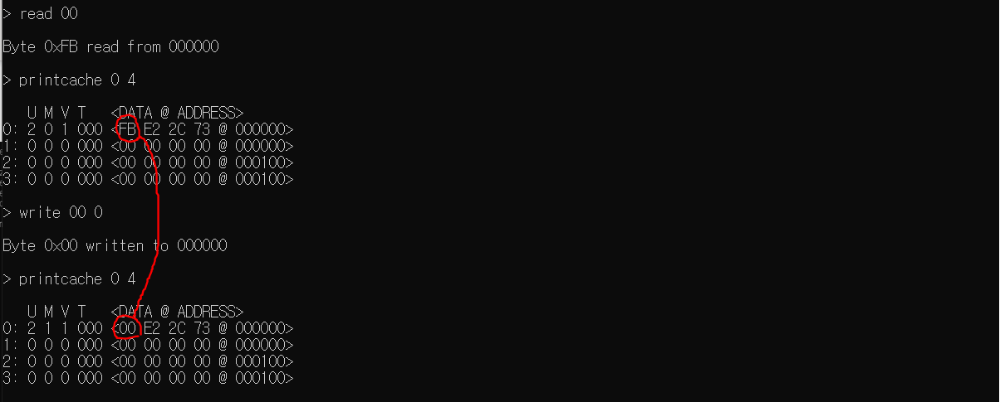 > read 00
Byte 0xFB read from 000000
> printcache 0 4
U M V T <DATA @ ADDRESS>
0: 2 0 1 000 <FB E2 2C 73 @ 000000>
1: 0 0 0 000 <00 00 00 00 @ 000000>
2: 0 0 0 000 <00 00 00 00 @ 000100>
3: 0 0 0 000 <00 00 00 00 @ 000100>
> write 00 0
Byte 0x00 written to 000000
> printcache 0 4
U M V T <DATA @ ADDRESS>
0: 2 1 1 000 <00 E2 2C 73 @ 000000>
1: 0 0 0 000 <00 00 00 00 @ 000000>
2: 0 0 0 000 <00 00 00 00 @ 000100>
3: 0 0 0 000 <00 00 00 00 @ 000100>